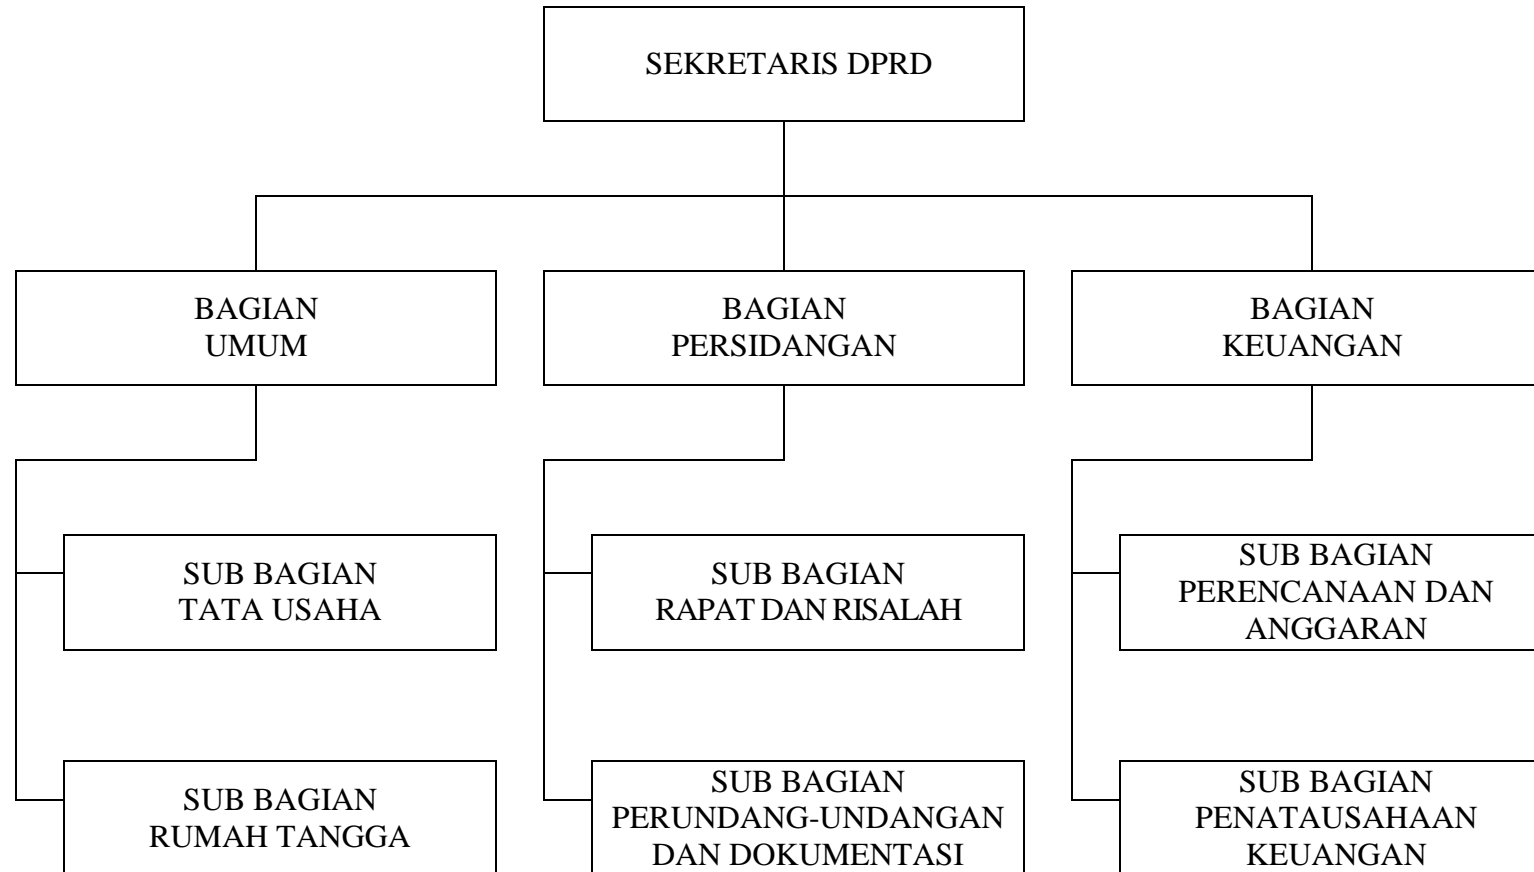 SEKRETARIS DPRD
BAGIAN
UMUM
BAGIAN
PERSIDANGAN
BAGIAN
KEUANGAN
SUB BAGIAN
TATA USAHA
SUB BAGIAN
RAPAT DAN RISALAH
SUB BAGIAN
PERENCANAAN DAN
ANGGARAN
SUB BAGIAN
RUMAH TANGGA
SUB BAGIAN
PERUNDANG-UNDANGAN
DAN DOKUMENTASI
SUB BAGIAN
PENATAUSAHAAN
KEUANGAN